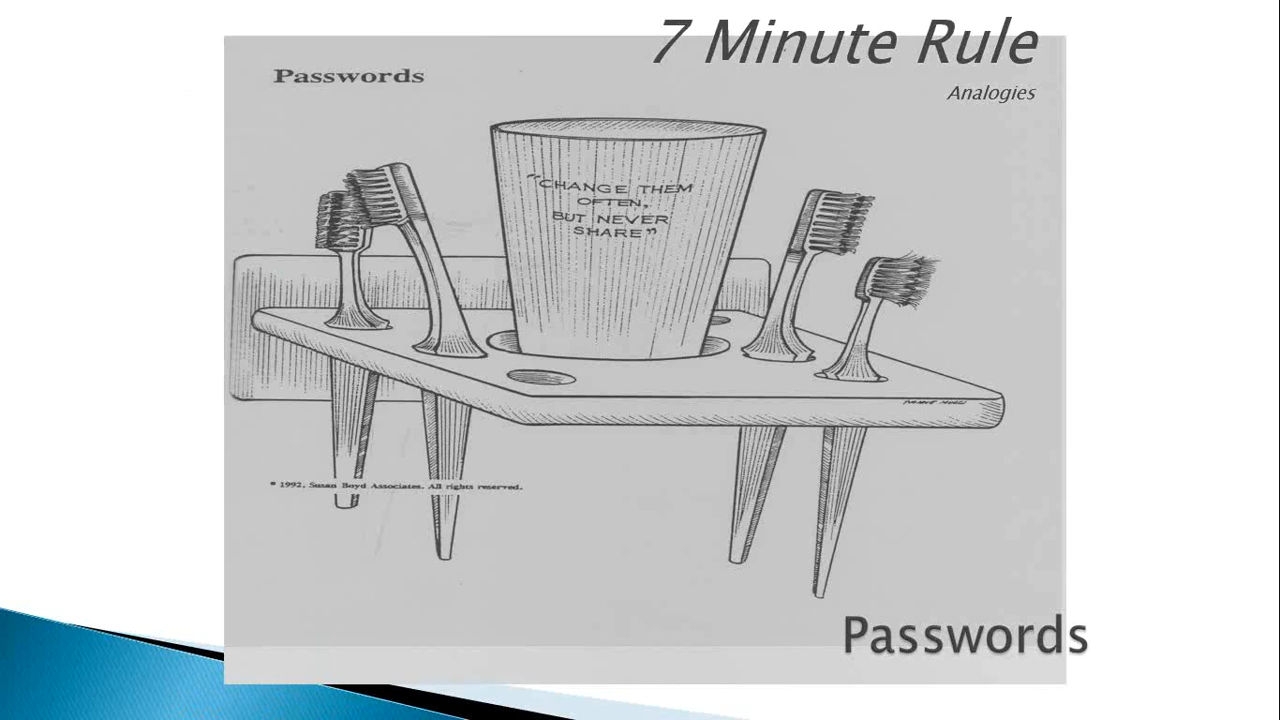 7 Minute Rule
Analogies
Passwords
"CHANGE THEM
OFTEN,
BUT NEVER
SHARE"
© 1992, Susan Boyd Associates. All rights reserved.
Passwords